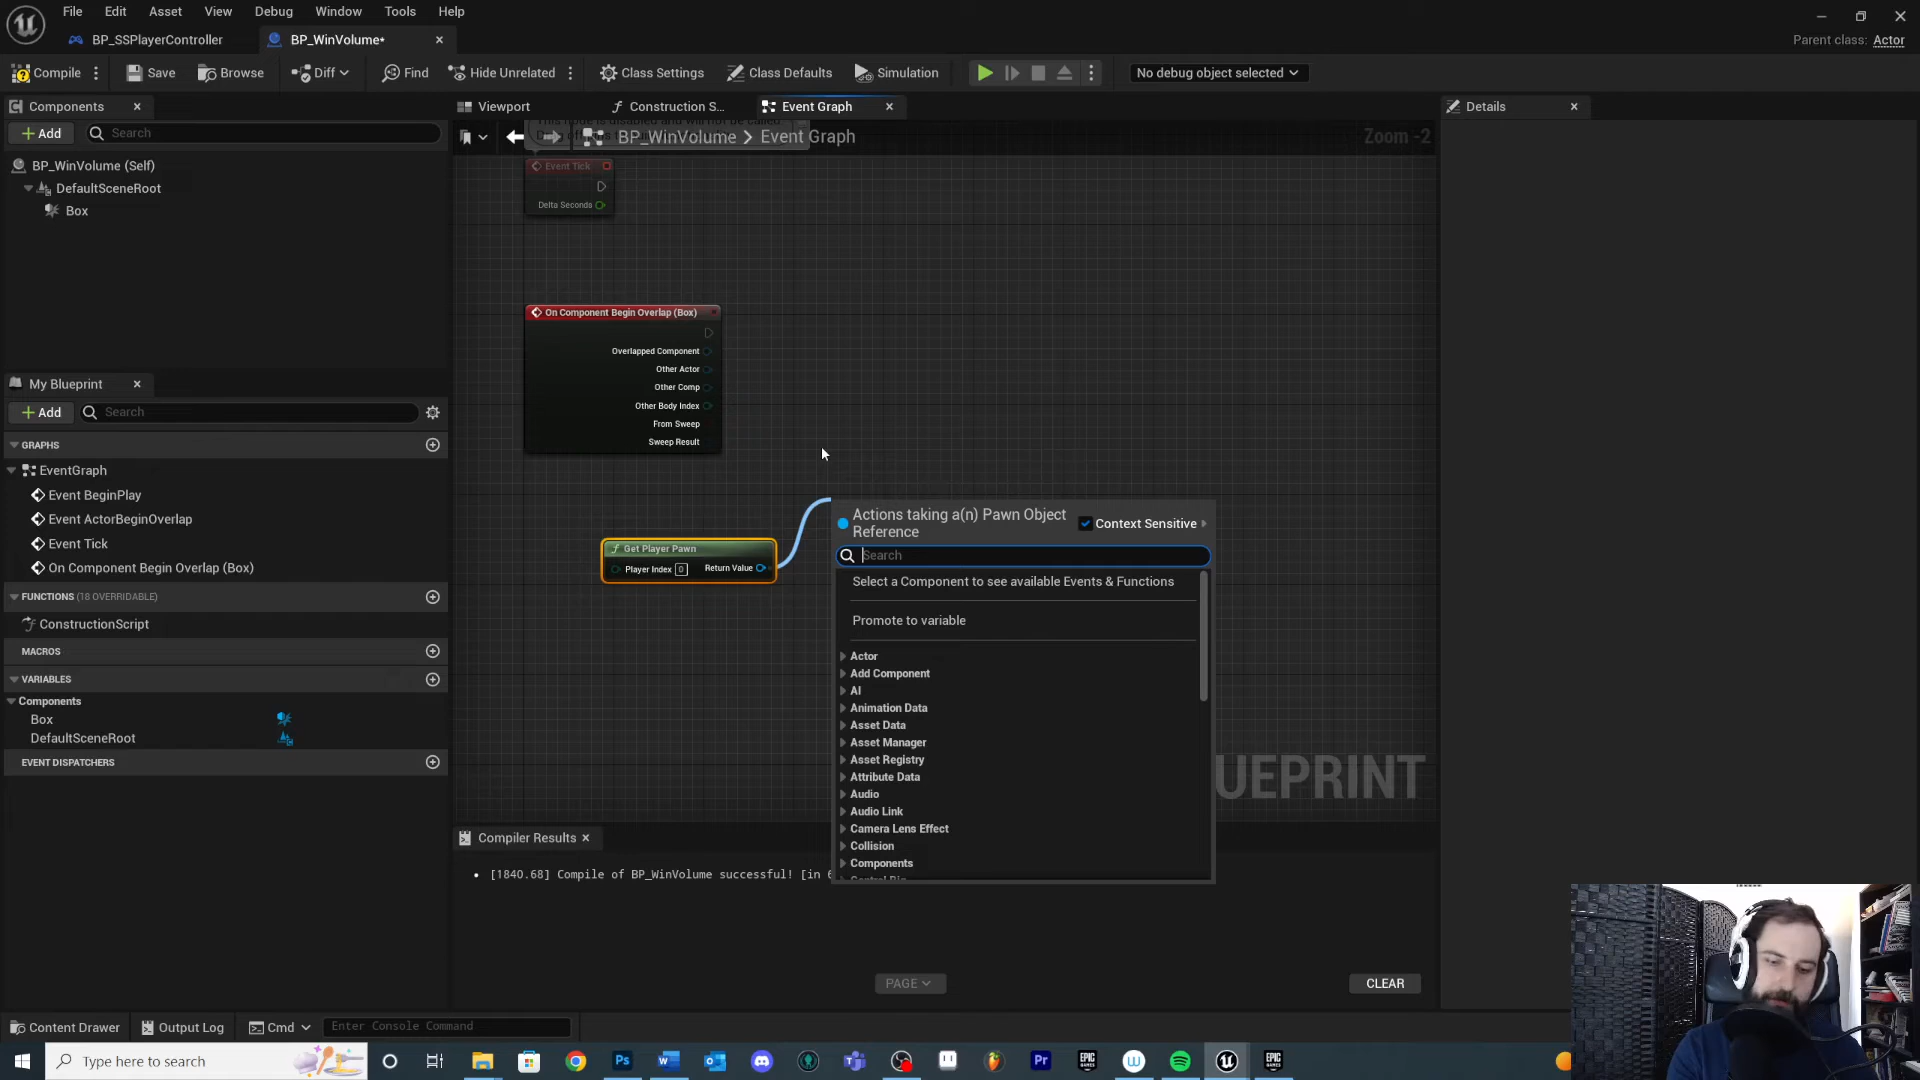 File Edit Asset View Debug Window Tools Help
BP_SSPlayerController
BP_WinVolume*
Parent class: Actor
Compile
Save
Browse
Diff
Find
Hide Unrelated
Class Settings
Class Defaults
Simulation
No debug object selected
Components
Add
Search
BP_WinVolume (Self)
DefaultSceneRoot
Box
My Blueprint
Add
Search
GRAPHS
EventGraph
Event BeginPlay
Event ActorBeginOverlap
Event Tick
On Component Begin Overlap (Box)
FUNCTIONS (18 OVERRIDABLE)
ConstructionScript
MACROS
VARIABLES
Components
Box
DefaultSceneRoot
EVENT DISPATCHERS
Viewport
Construction S...
Event Graph
BP_WinVolume > Event Graph
Zoom -2
Event Tick
Delta Seconds
On Component Begin Overlap (Box)
Overlapped Component
Other Actor
Other Comp
Other Body Index
From Sweep
Sweep Result
Get Player Pawn
Player Index 0
Return Value
Actions taking a(n) Pawn Object
Reference
Context Sensitive
Search
Select a Component to see available Events & Functions
Promote to variable
Actor
Add Component
AI
Animation Data
Asset Data
Asset Manager
Asset Registry
Attribute Data
Audio
Audio Link
Camera Lens Effect
Collision
Components
UEPRINT
Compiler Results
[1840.68] Compile of BP_WinVolume successful! [in
PAGE
CLEAR
Details
Content Drawer
Output Log
Cmd
Enter Console Command
Type here to search